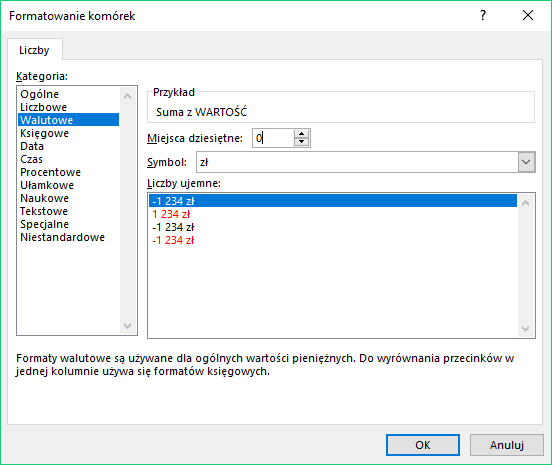 Formatowanie komórek
?
Liczby
Kategoria:
Ogólne
Liczbowe
Walutowe
Księgowe
Data
Czas
Procentowe
Ułamkowe
Naukowe
Tekstowe
Specjalne
Niestandardowe
Przykład
Suma z WARTOŚĆ
Miejsca dziesiętne: 0
Symbol: zł
Liczby ujemne:
-1 234 zł
1 234 zł
-1 234 zł
-1 234 zł
Formaty walutowe są używane dla ogólnych wartości pieniężnych. Do wyrównania przecinków w
jednej kolumnie używa się formatów księgowych.
OK
Anuluj